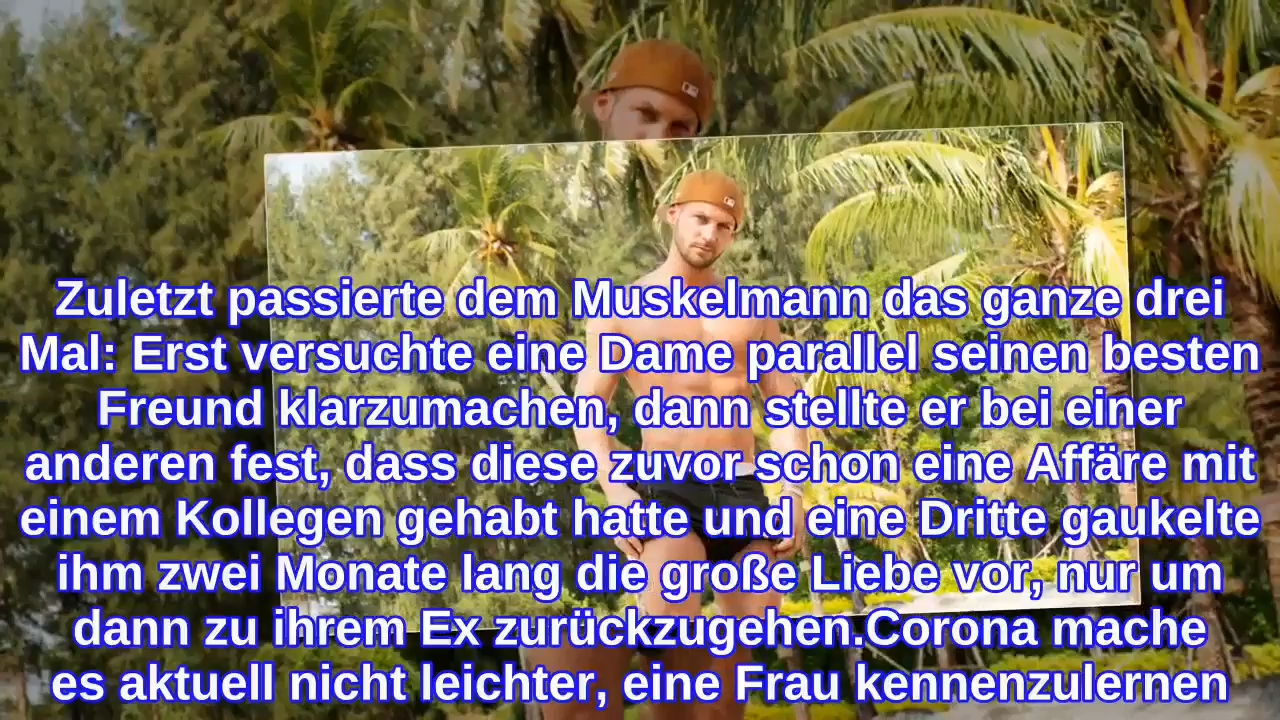 Zuletzt passierte dem Muskelmann das ganze drei
Mal: Erst versuchte eine Dame parallel seinen besten
Freund klarzumachen, dann stellte er bei einer
anderen fest, dass diese zuvor schon eine Affäre mit
einem Kollegen gehabt hatte und eine Dritte gaukelte
ihm zwei Monate lang die große Liebe vor, nur um
dann zu ihrem Ex zurückzugehen.Corona mache
es aktuell nicht leichter, eine Frau kennenzulernen